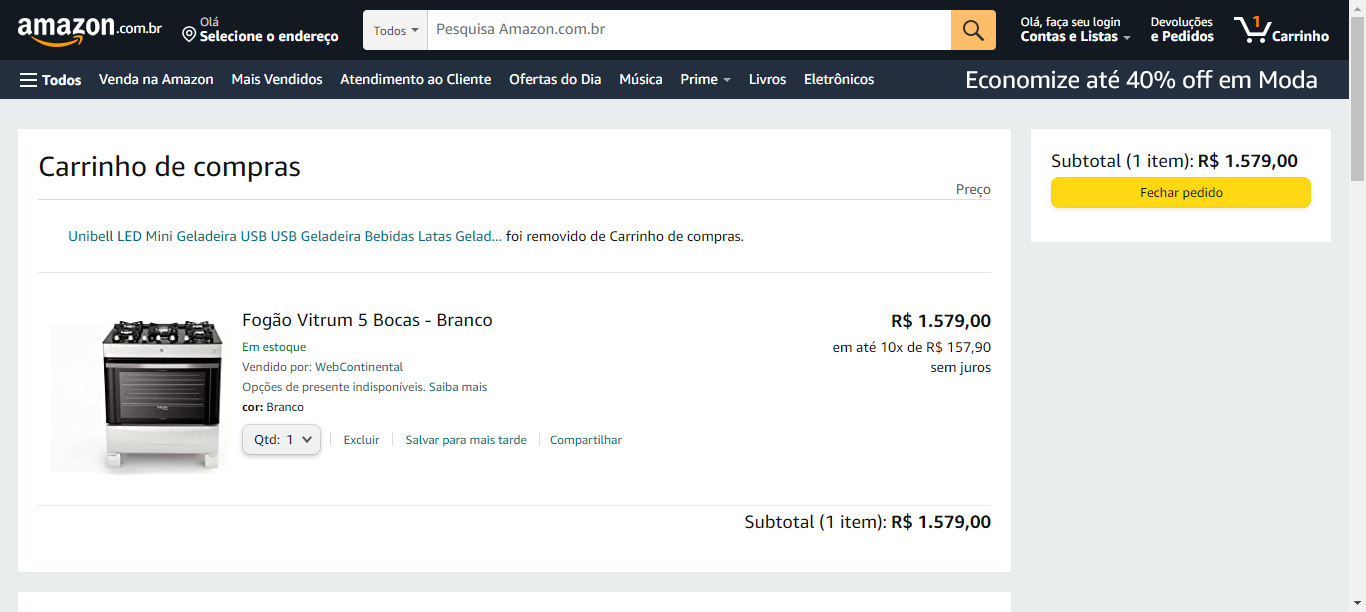 amazon.com.br
Olá
Selecione o endereço
Todos
Pesquisa Amazon.com.br
Olá, faça seu login
Contas e Listas
Devoluções
e Pedidos
1
Carrinho
Todos
Venda na Amazon
Mais Vendidos
Atendimento ao Cliente
Ofertas do Dia
Música
Prime
Livros
Eletrônicos
Economize até 40% off em Moda
Carrinho de compras
Preço
Unibell LED Mini Geladeira USB USB Geladeira Bebidas Latas Gelad... foi removido de Carrinho de compras.
Fogão Vitrum 5 Bocas - Branco
R$ 1.579,00
Em estoque
em até 10x de R$ 157,90
sem juros
Vendido por: WebContinental
Opções de presente indisponíveis. Saiba mais
cor: Branco
Qtd: 1
Excluir
Salvar para mais tarde
Compartilhar
Subtotal (1 item): R$ 1.579,00
Subtotal (1 item): R$ 1.579,00
Fechar pedido